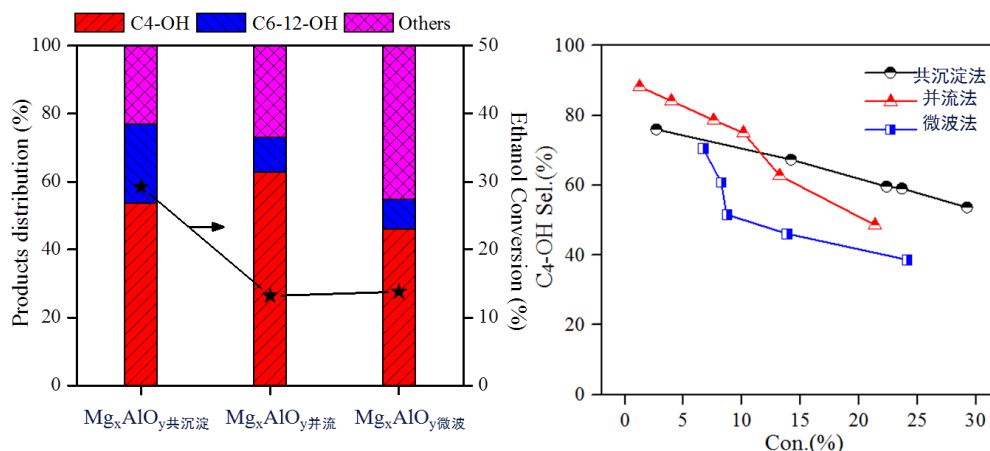 C4-OH C6-12-OH Others
Products distribution (%)
100
80
60
40
20
0
50
40
30
20
10
0
Ethanol Conversion (%)
MgxAlOy共沉淀 MgxAlOy并流 MgxAlOy微波
C4-OH Sel.(%)
100
80
60
40
20
0
共沉淀法
并流法
微波法
0 5 10 15 20 25 30
Con.(%)